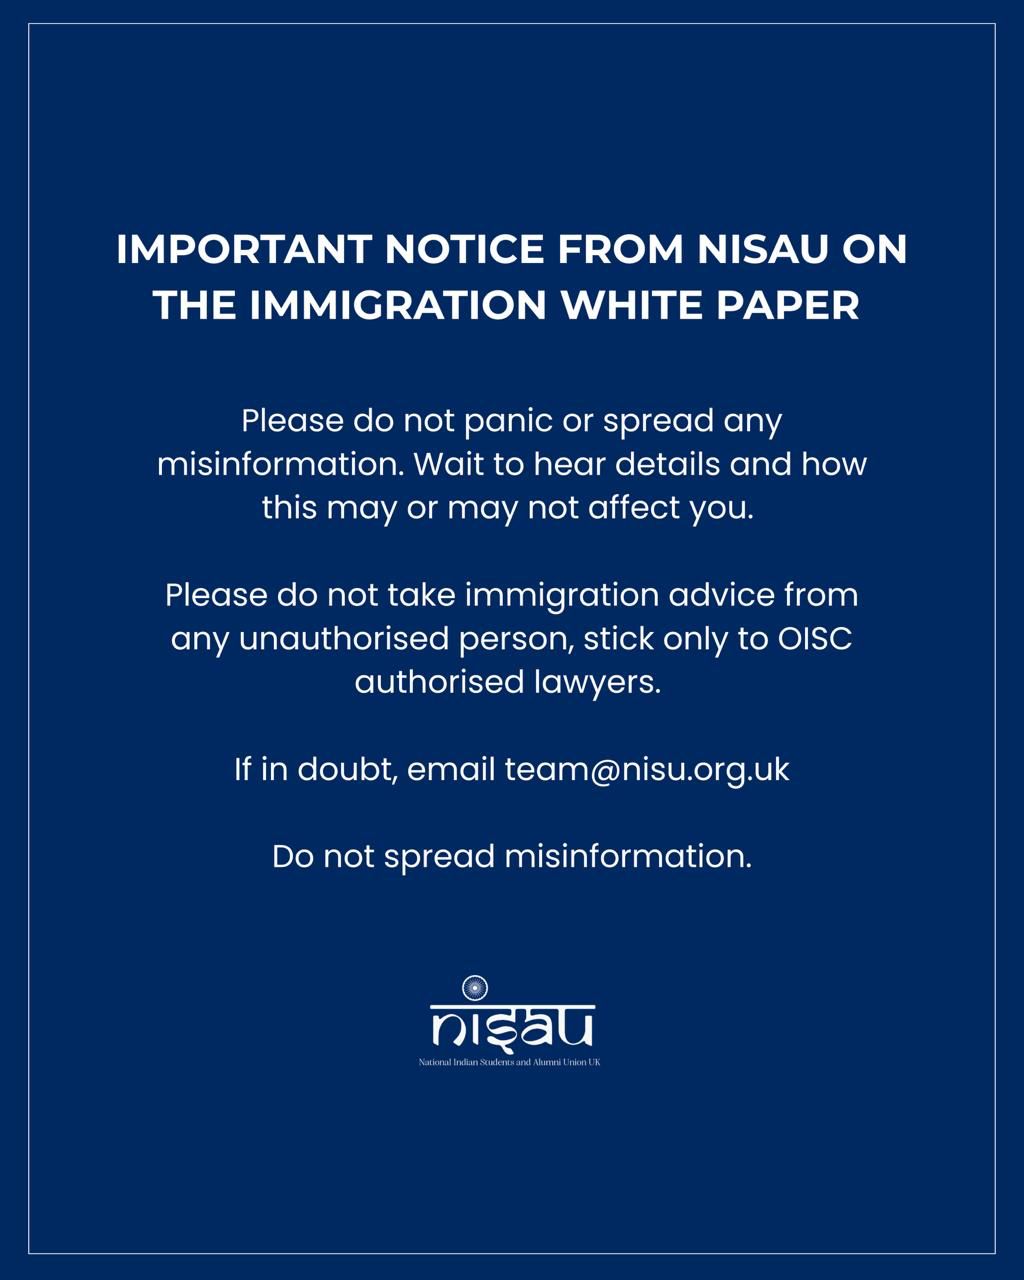 IMPORTANT NOTICE FROM NISAU ON
THE IMMIGRATION WHITE PAPER
Please do not panic or spread any
misinformation. Wait to hear details and how
this may or may not affect you.
Please do not take immigration advice from
any unauthorised person, stick only to OISC
authorised lawyers.
If in doubt, email team@nisu.org.uk
Do not spread misinformation.
nisau
National Indian Students and Alumni Union UK